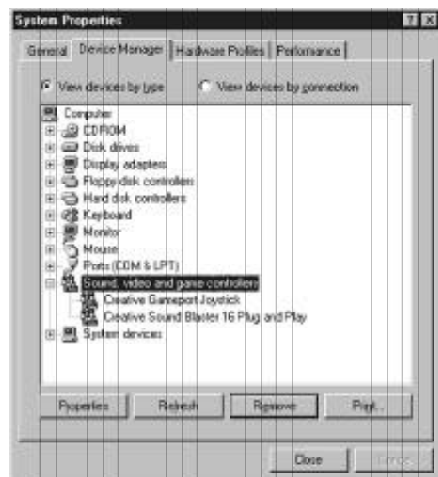 System Properties
General Device Manager Hardware Profiles Performance
View devices by type View devices by connection
Computer
CDROM
Disk drives
Display adapters
Floppy disk controllers
Hard disk controllers
Keyboard
Monitor
Mouse
Ports (COM & LPT)
Sound, video and game controllers
Creative Gameport Joystick
Creative Sound Blaster 16 Plug and Play
System devices
Properties Refresh Remove Print...
Close Cancel